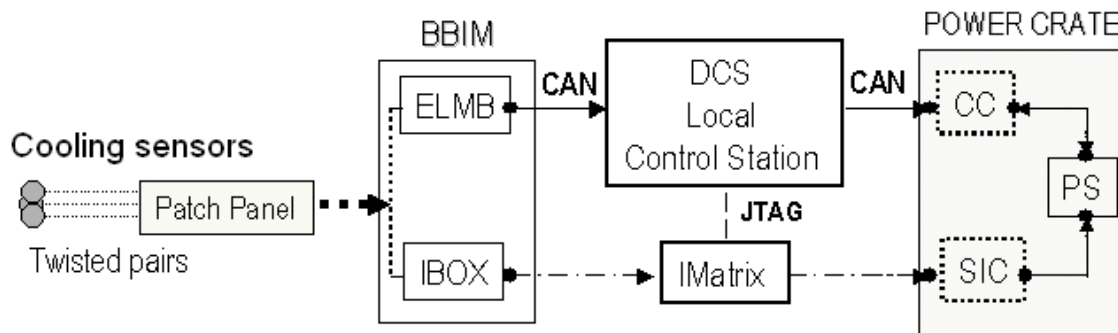 BBIM
POWER CRATE
ELMB
CAN
DCS
Local
Control Station
CAN
CC
Cooling sensors
Patch Panel
PS
Twisted pairs
JTAG
IBOX
IMatrix
SIC